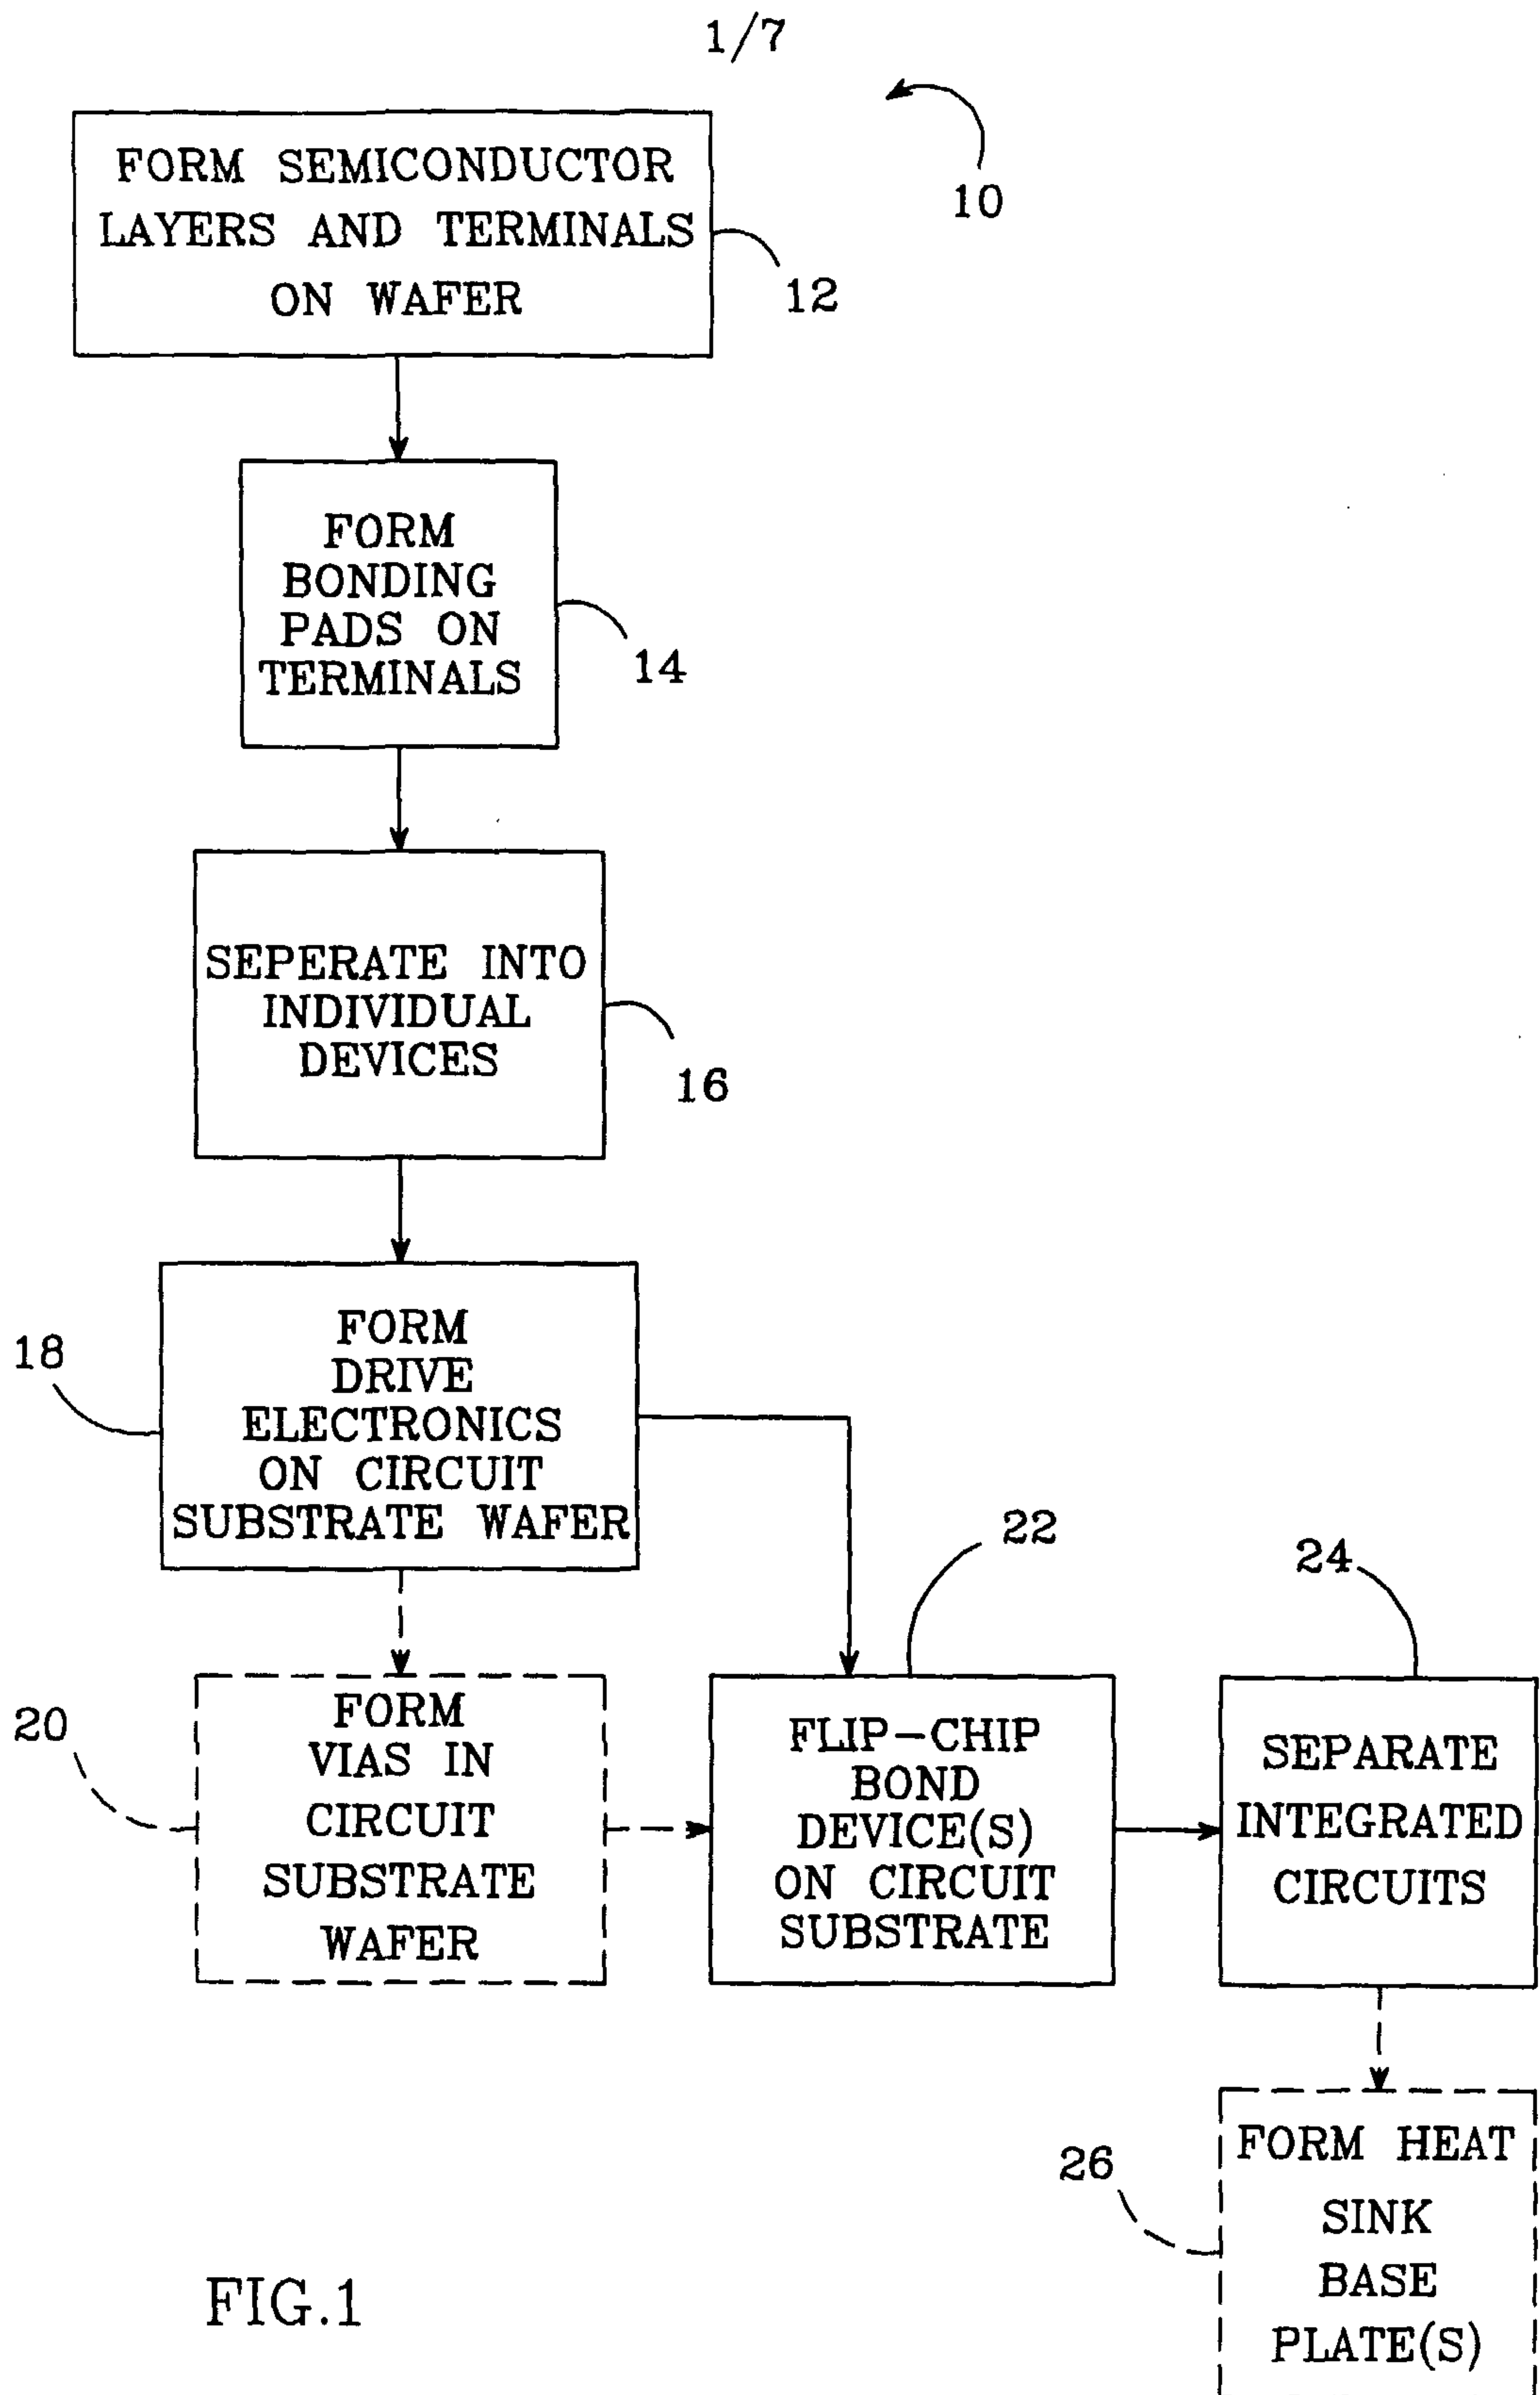 1/7
10
FORM SEMICONDUCTOR
LAYERS AND TERMINALS
ON WAFER
12
FORM
BONDING
PADS ON
TERMINALS
14
SEPERATE INTO
INDIVIDUAL
DEVICES
16
FORM
DRIVE
ELECTRONICS
ON CIRCUIT
SUBSTRATE WAFER
18
FORM
VIAS IN
CIRCUIT
SUBSTRATE
WAFER
20
FLIP-CHIP
BOND
DEVICE(S)
ON CIRCUIT
SUBSTRATE
22
SEPARATE
INTEGRATED
CIRCUITS
24
FORM HEAT
SINK
BASE
PLATE(S)
26
FIG.1